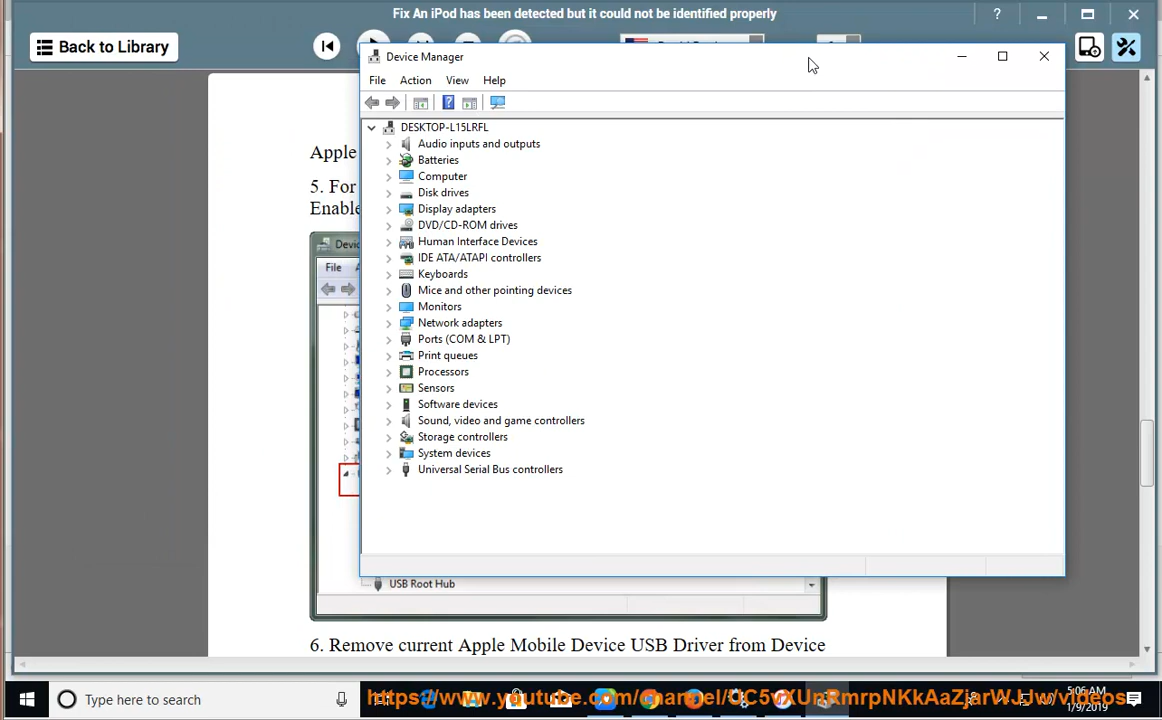 Fix An iPod has been detected but it could not be identified properly
?
Back to Library
Device Manager
File Action View Help
DESKTOP-L15LRFL
Audio inputs and outputs
Batteries
Computer
Disk drives
Display adapters
DVD/CD-ROM drives
Human Interface Devices
IDE ATA/ATAPI controllers
Keyboards
Mice and other pointing devices
Monitors
Network adapters
Ports (COM & LPT)
Print queues
Processors
Sensors
Software devices
Sound, video and game controllers
Storage controllers
System devices
Universal Serial Bus controllers
Apple
5. For
Enable
Devic
File
USB Root Hub
6. Remove current Apple Mobile Device USB Driver from Device
Type here to search
5:06 AM
1/9/2019